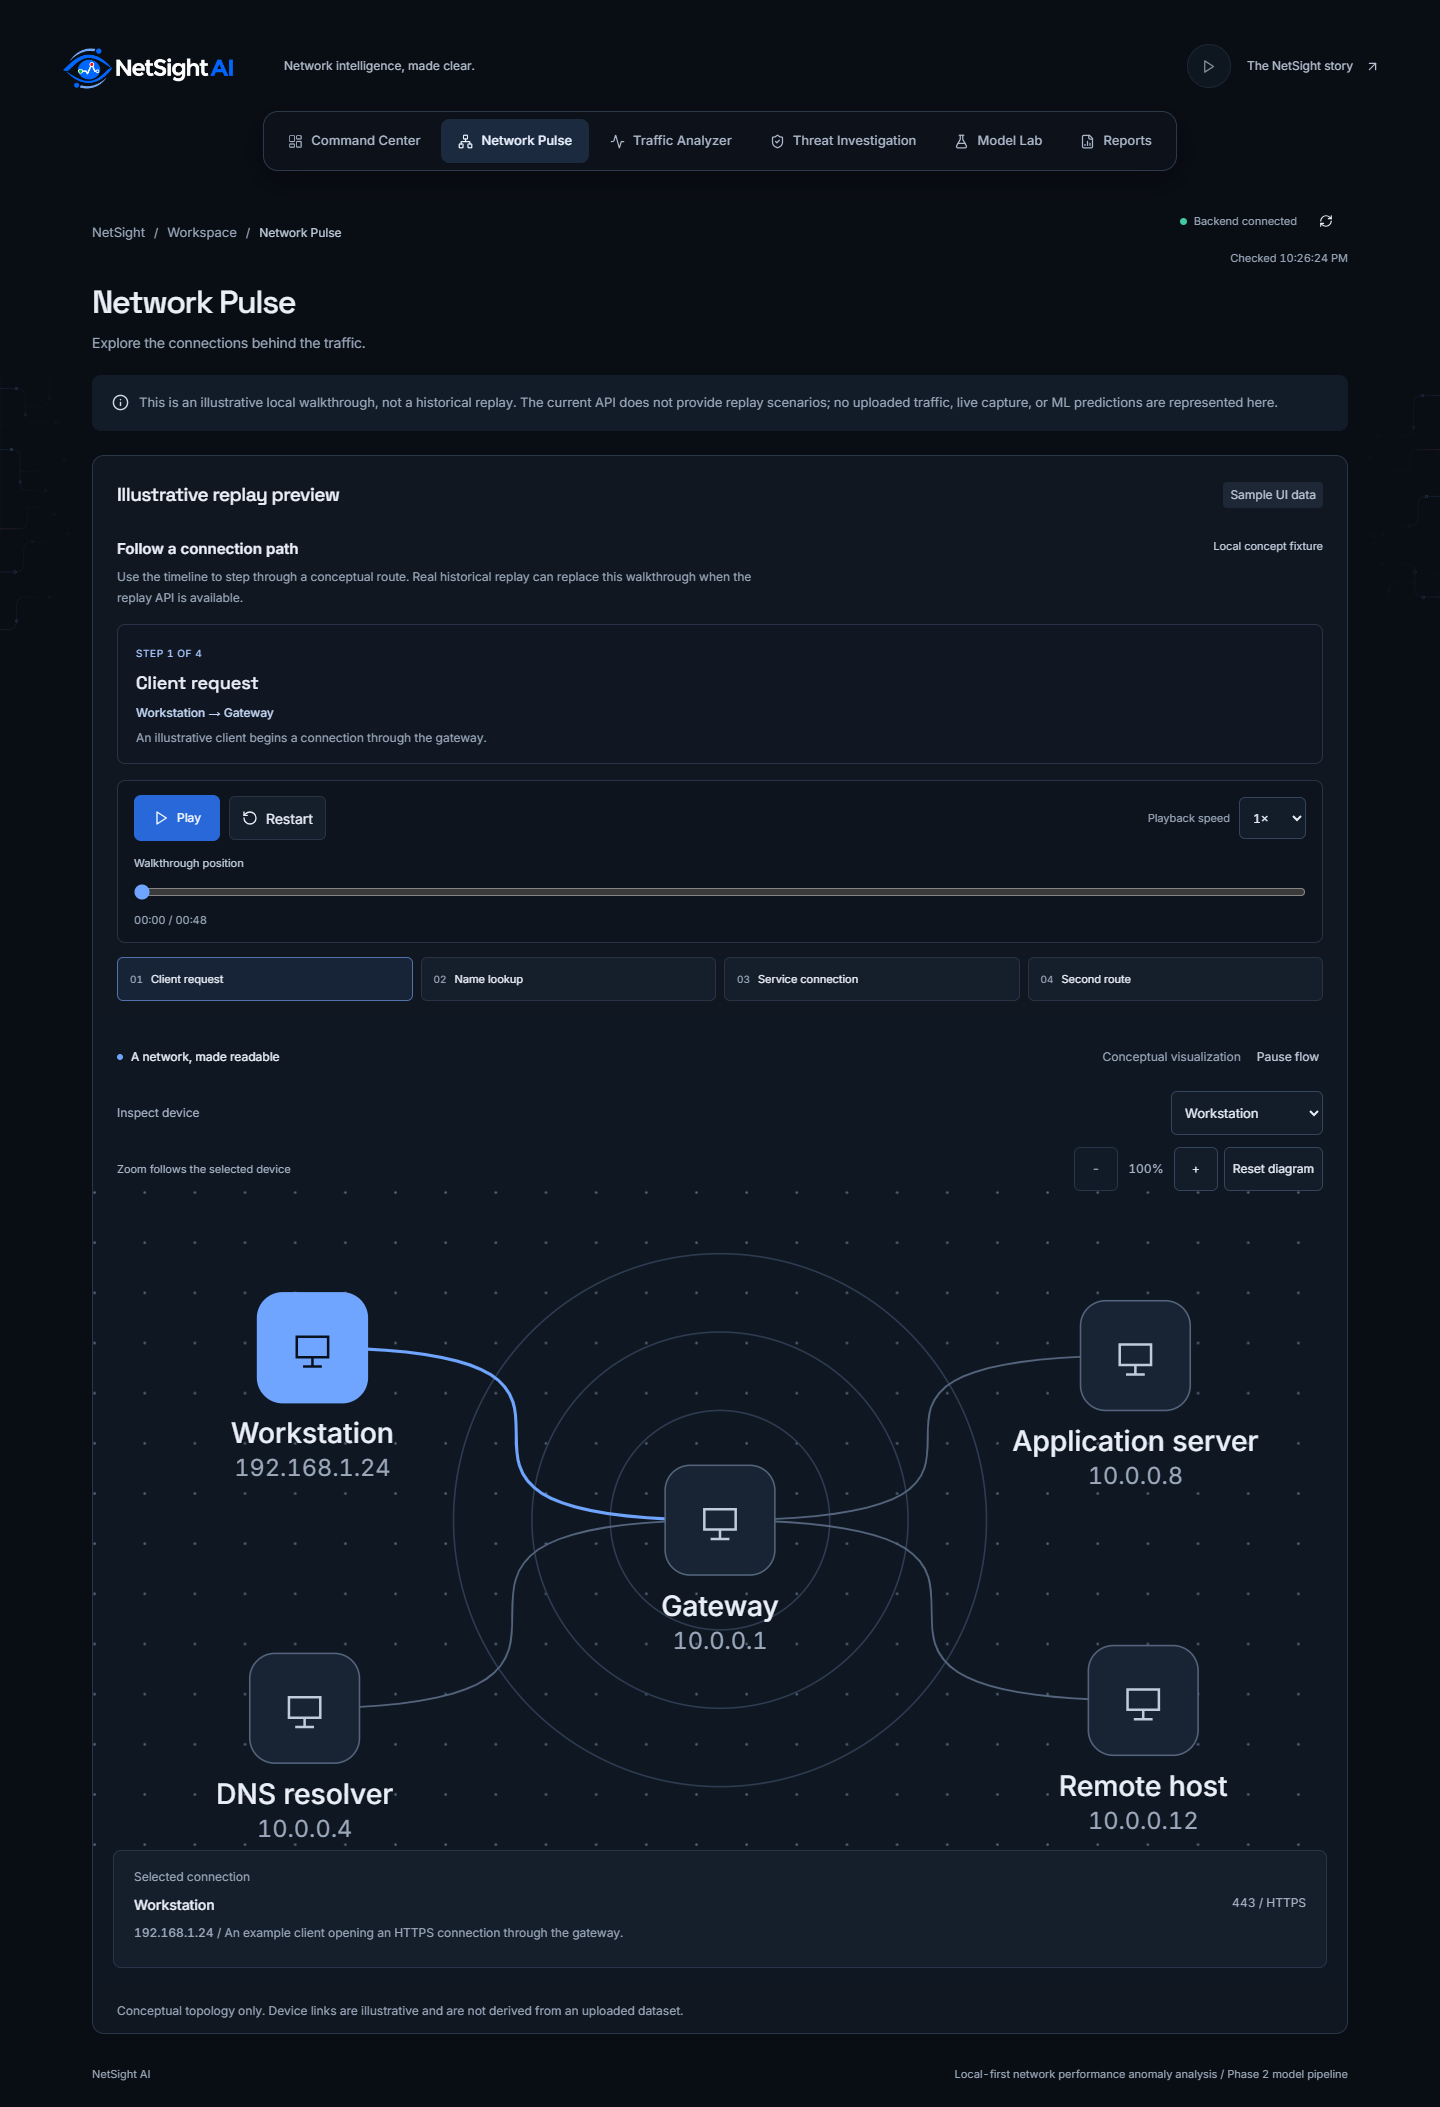 NetSight AI
Network intelligence, made clear.
The NetSight story
Command Center
Network Pulse
Traffic Analyzer
Threat Investigation
Model Lab
Reports
NetSight / Workspace / Network Pulse
Backend connected
Checked 10:26:24 PM
Network Pulse
Explore the connections behind the traffic.
This is an illustrative local walkthrough, not a historical replay. The current API does not provide replay scenarios; no uploaded traffic, live capture, or ML predictions are represented here.
Illustrative replay preview
Sample UI data
Follow a connection path
Local concept fixture
Use the timeline to step through a conceptual route. Real historical replay can replace this walkthrough when the
replay API is available.
STEP 1 OF 4
Client request
Workstation → Gateway
An illustrative client begins a connection through the gateway.
Play
Restart
Playback speed
1×
Walkthrough position
00:00 / 00:48
01 Client request
02 Name lookup
03 Service connection
04 Second route
A network, made readable
Conceptual visualization
Pause flow
Inspect device
Workstation
Zoom follows the selected device
-
100%
+
Reset diagram
Workstation
192.168.1.24
Application server
10.0.0.8
Gateway
10.0.0.1
DNS resolver
10.0.0.4
Remote host
10.0.0.12
Selected connection
Workstation
443 / HTTPS
192.168.1.24 / An example client opening an HTTPS connection through the gateway.
Conceptual topology only. Device links are illustrative and are not derived from an uploaded dataset.
NetSight AI
Local-first network performance anomaly analysis / Phase 2 model pipeline